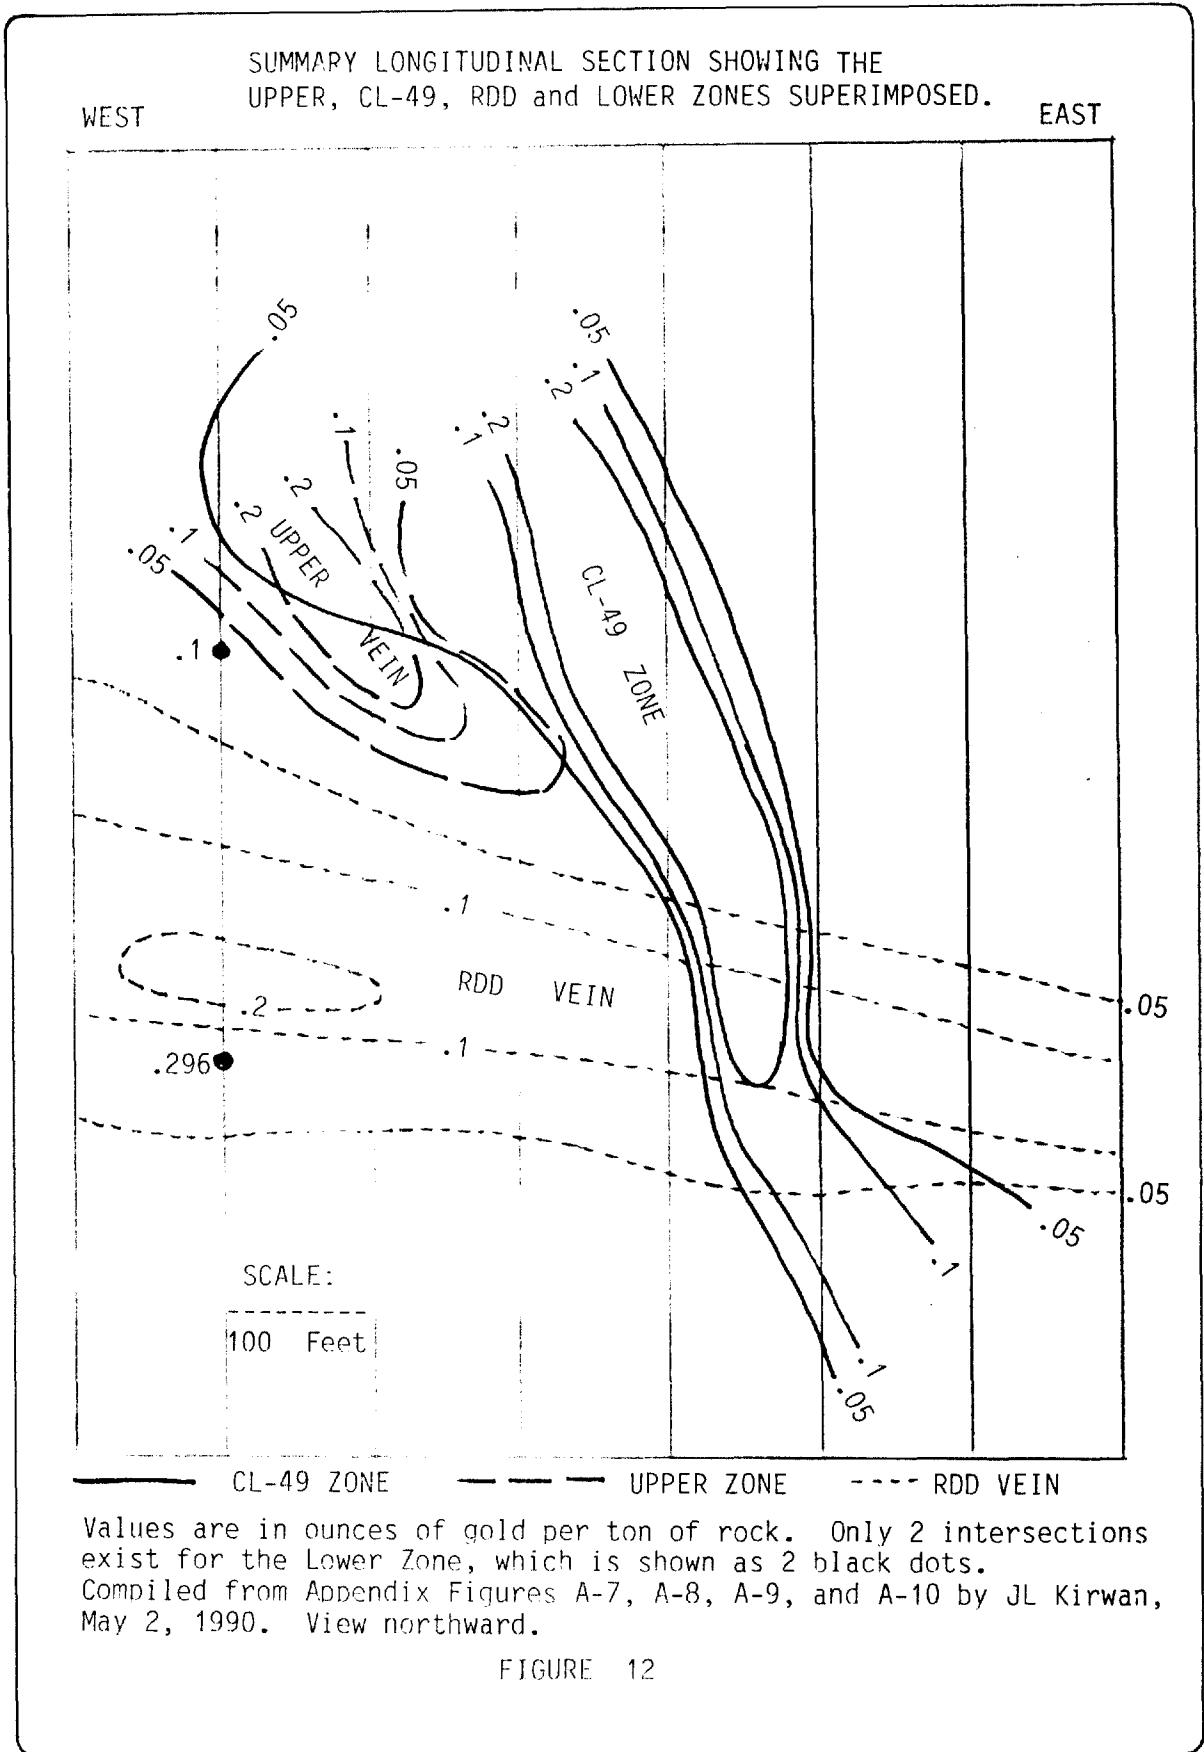 SUMMARY LONGITUDINAL SECTION SHOWING THE
UPPER, CL-49, RDD and LOWER ZONES SUPERIMPOSED.
WEST
EAST
.05
.05
.1
.2
.2
.1
.1
.05
.2
.2
.1
.05
UPPER
VEIN
CL-49 ZONE
.1
.1
RDD VEIN
.2
.05
.1
.296
.05
.05
.1
.1
.05
SCALE:
100 Feet
CL-49 ZONE
UPPER ZONE
RDD VEIN
Values are in ounces of gold per ton of rock. Only 2 intersections
exist for the Lower Zone, which is shown as 2 black dots.
Compiled from Appendix Figures A-7, A-8, A-9, and A-10 by JL Kirwan,
May 2, 1990. View northward.
FIGURE 12